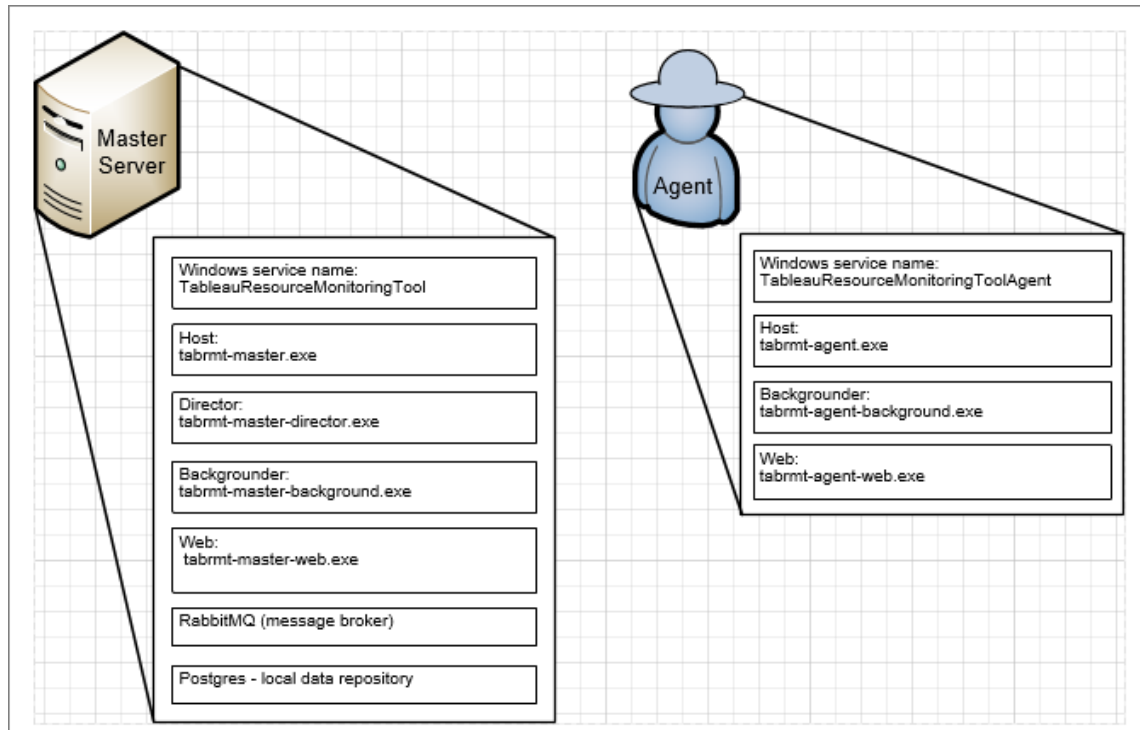 Master
Server
Windows service name:
TableauResourceMonitoringTool
Host:
tabrmt-master.exe
Director:
tabrmt-master-director.exe
Backgrounder:
tabrmt-master-background.exe
Web:
tabrmt-master-web.exe
RabbitMQ (message broker)
Postgres - local data repository
Agent
Windows service name:
TableauResourceMonitoringToolAgent
Host:
tabrmt-agent.exe
Backgrounder:
tabrmt-agent-background.exe
Web:
tabrmt-agent-web.exe